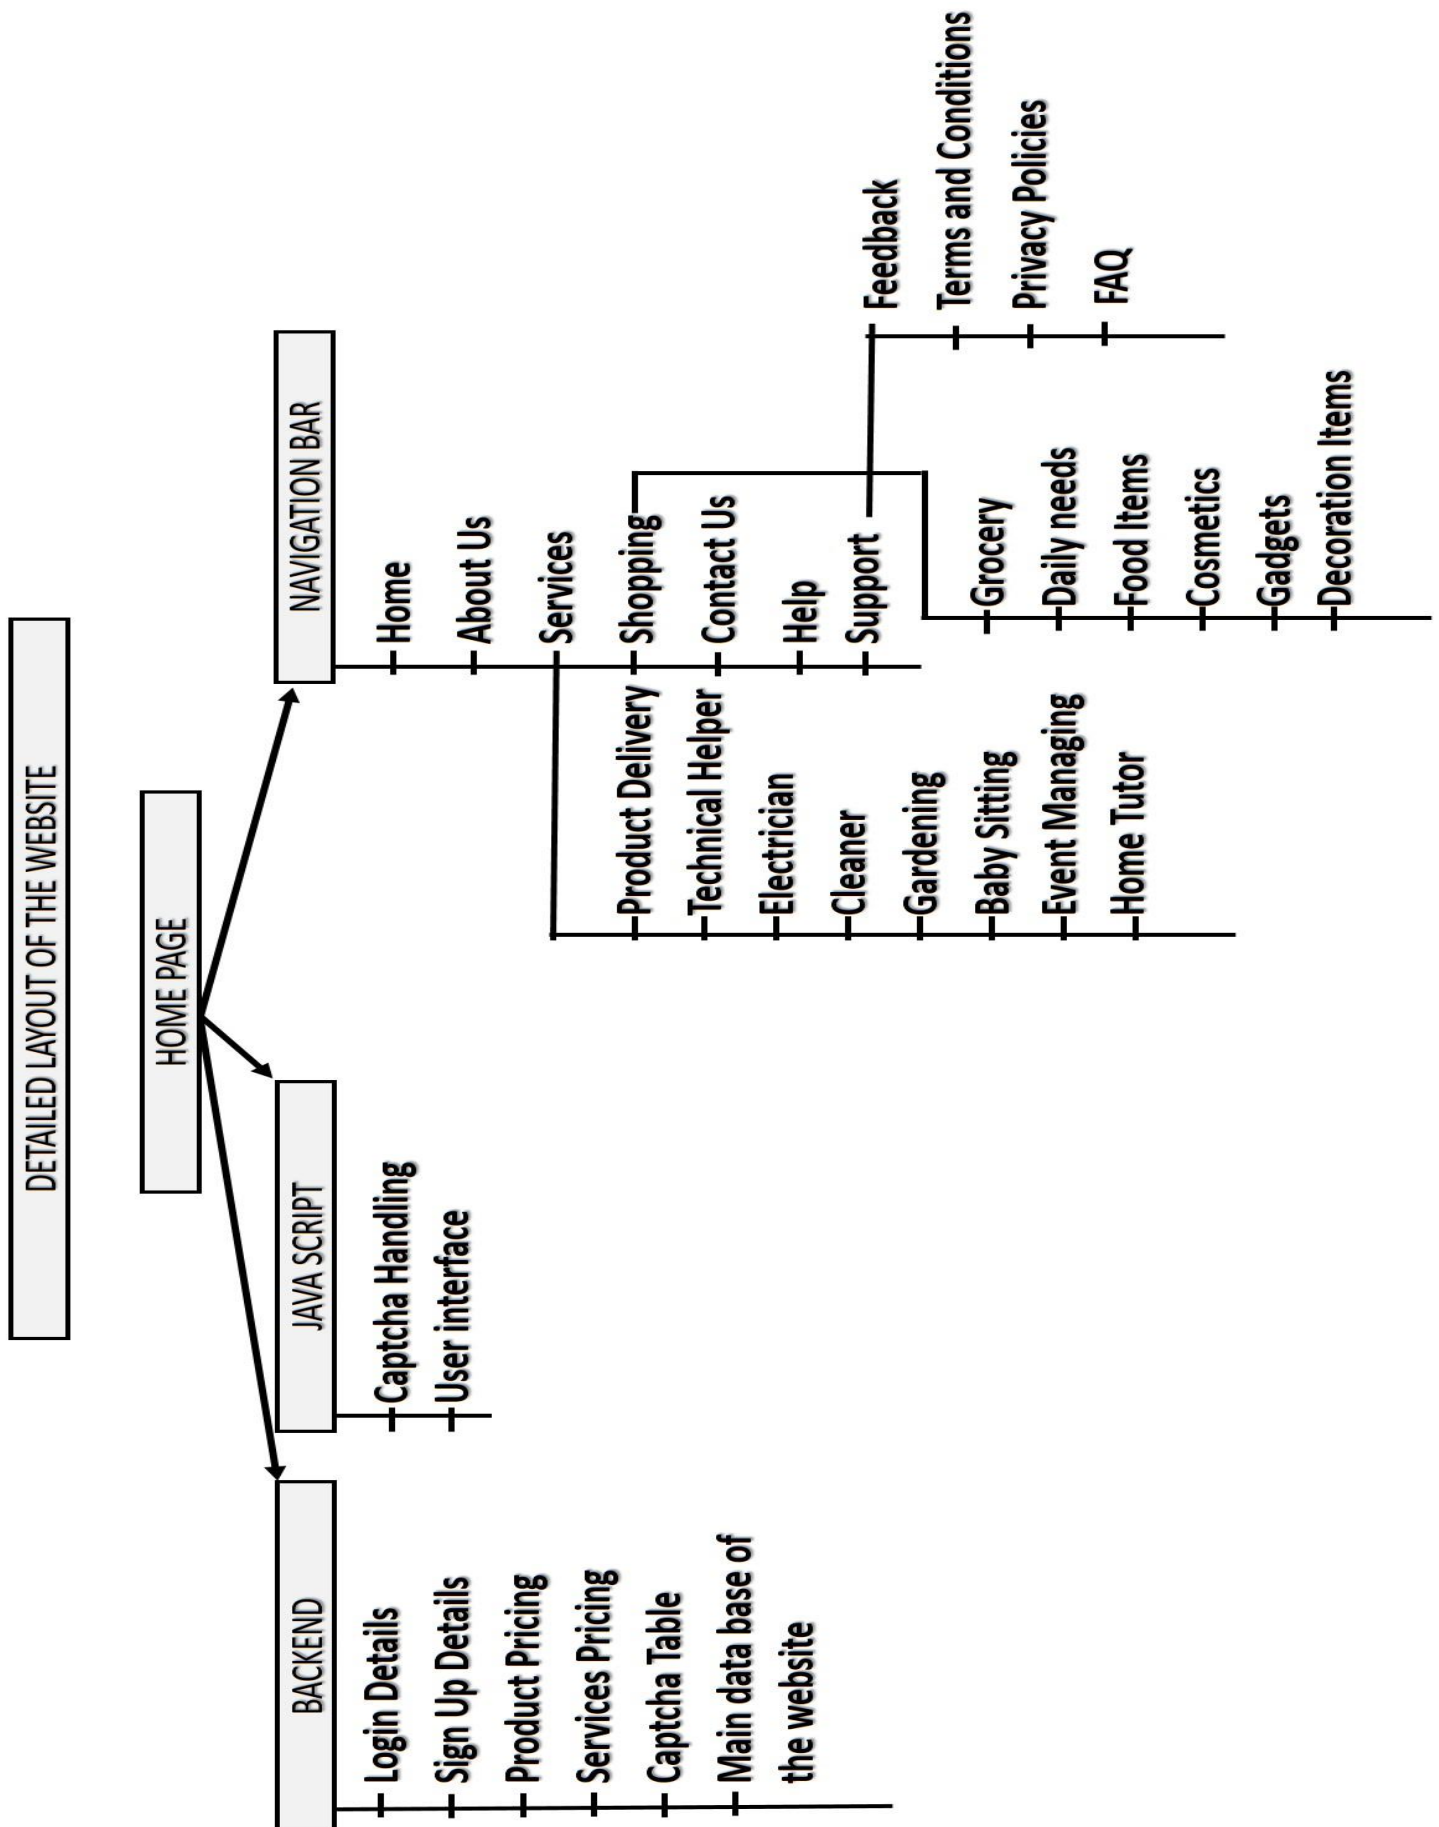 DETAILED LAYOUT OF THE WEBSITE
HOME PAGE
BACKEND
Login Details
Sign Up Details
Product Pricing
Services Pricing
Captcha Table
Main data base of
the website
JAVA SCRIPT
Captcha Handling
User interface
NAVIGATION BAR
Home
About Us
Services
Shopping
Contact Us
Help
Support
Product Delivery
Technical Helper
Electrician
Cleaner
Gardening
Baby Sitting
Event Managing
Home Tutor
Grocery
Daily needs
Food Items
Cosmetics
Gadgets
Decoration Items
Feedback
Terms and Conditions
Privacy Policies
FAQ